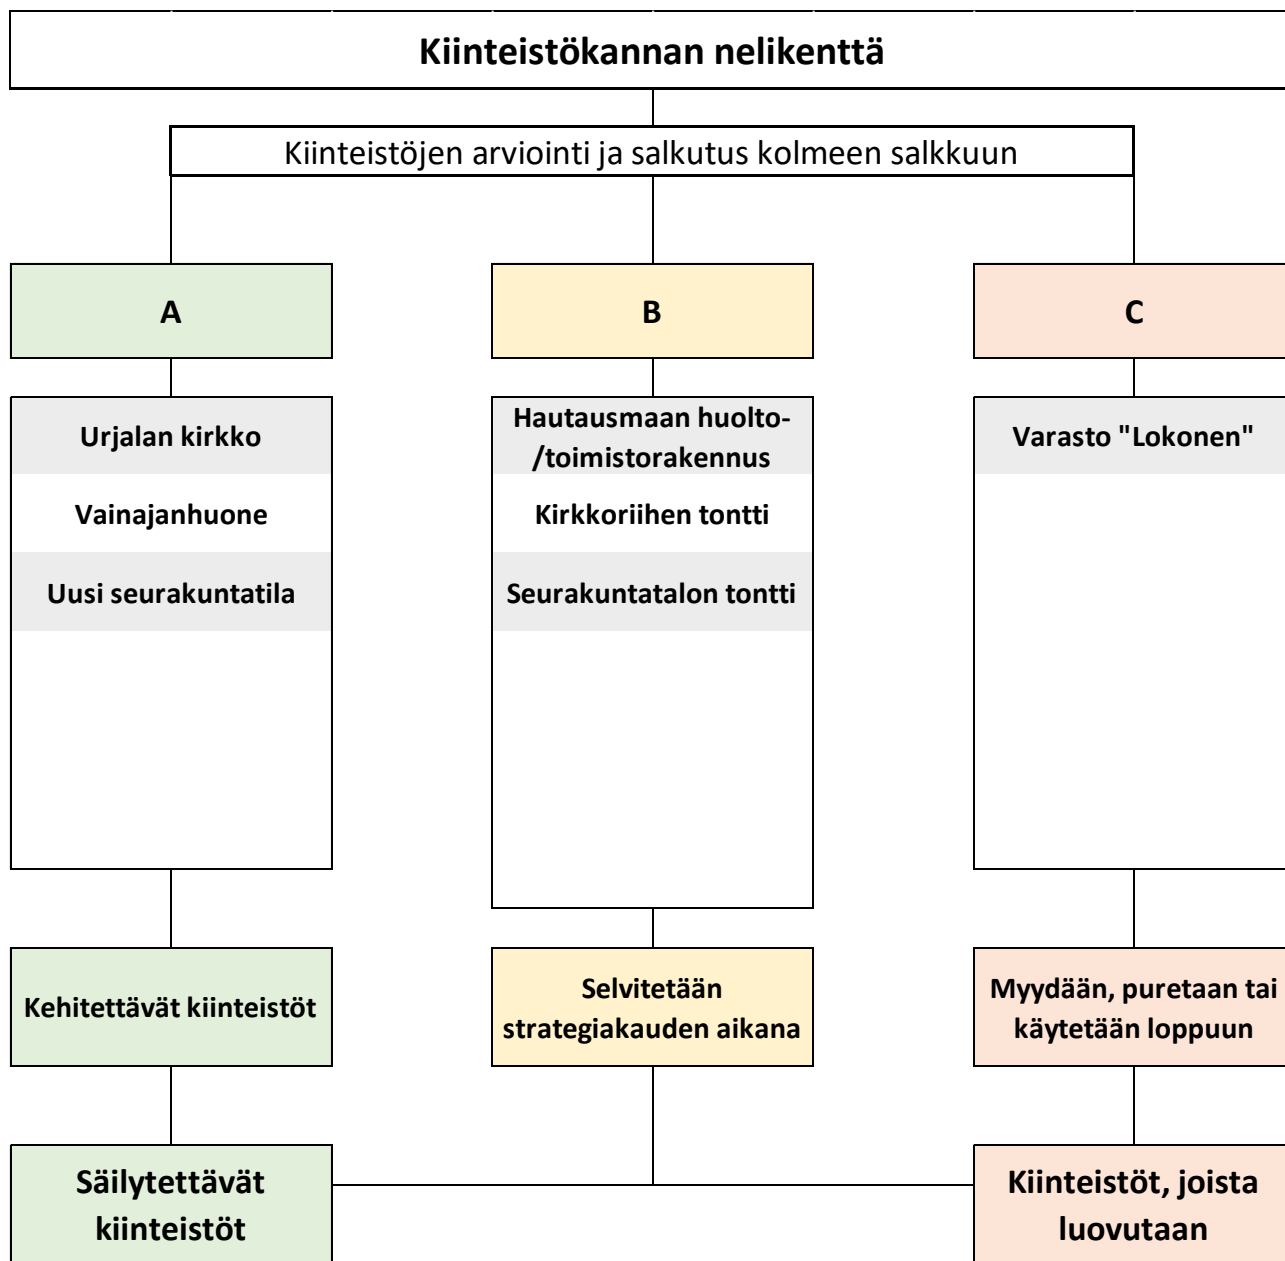 Kiinteistökannan nelikenttä
Kiinteistöjen arviointi ja salkutus kolmeen salkkuun
A
B
C
Urjalan kirkko
Vainajanhuone
Uusi seurakuntatila
Hautausmaan huolto-
/toimistorakennus
Kirkkoriihen tontti
Seurakuntatalon tontti
Varasto "Lokonen"
Kehitettävät kiinteistöt
Selvitetään
strategiakauden aikana
Myydään, puretaan tai
käytetään loppuun
Säilytettävät
kiinteistöt
Kiinteistöt, joista
luovutaan